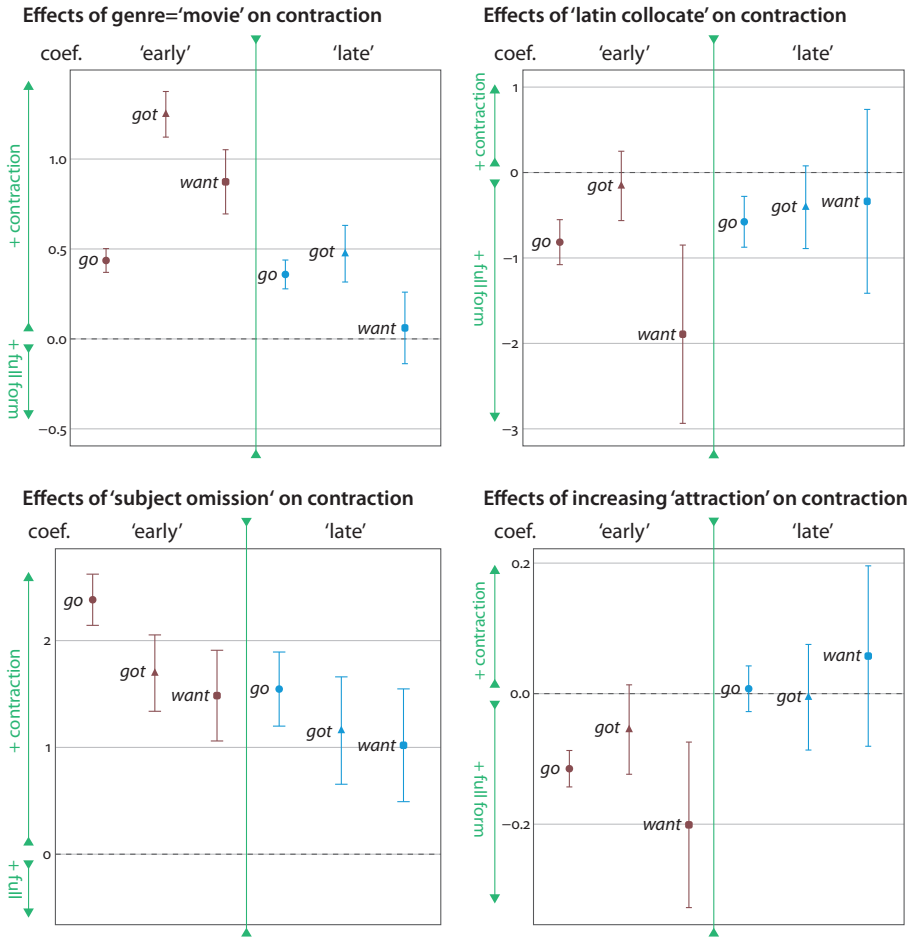 Effects of genre=‘movie’ on contraction
coef. ‘early’ ‘late’
+ contraction
+ full form
1.0
0.5
0.0
−0.5
go
got
want
go
got
want
Effects of ‘latin collocate’ on contraction
coef. ‘early’ ‘late’
+ contraction
+ full form
1
0
−1
−2
−3
go
got
want
go
got
want
Effects of ‘subject omission‘ on contraction
coef. ‘early’ ‘late’
+ contraction
+ full
2
1
0
go
got
want
go
got
want
Effects of increasing ‘attraction’ on contraction
coef. ‘early’ ‘late’
+ contraction
+ full form
0.2
0.0
−0.2
go
got
want
go
got
want